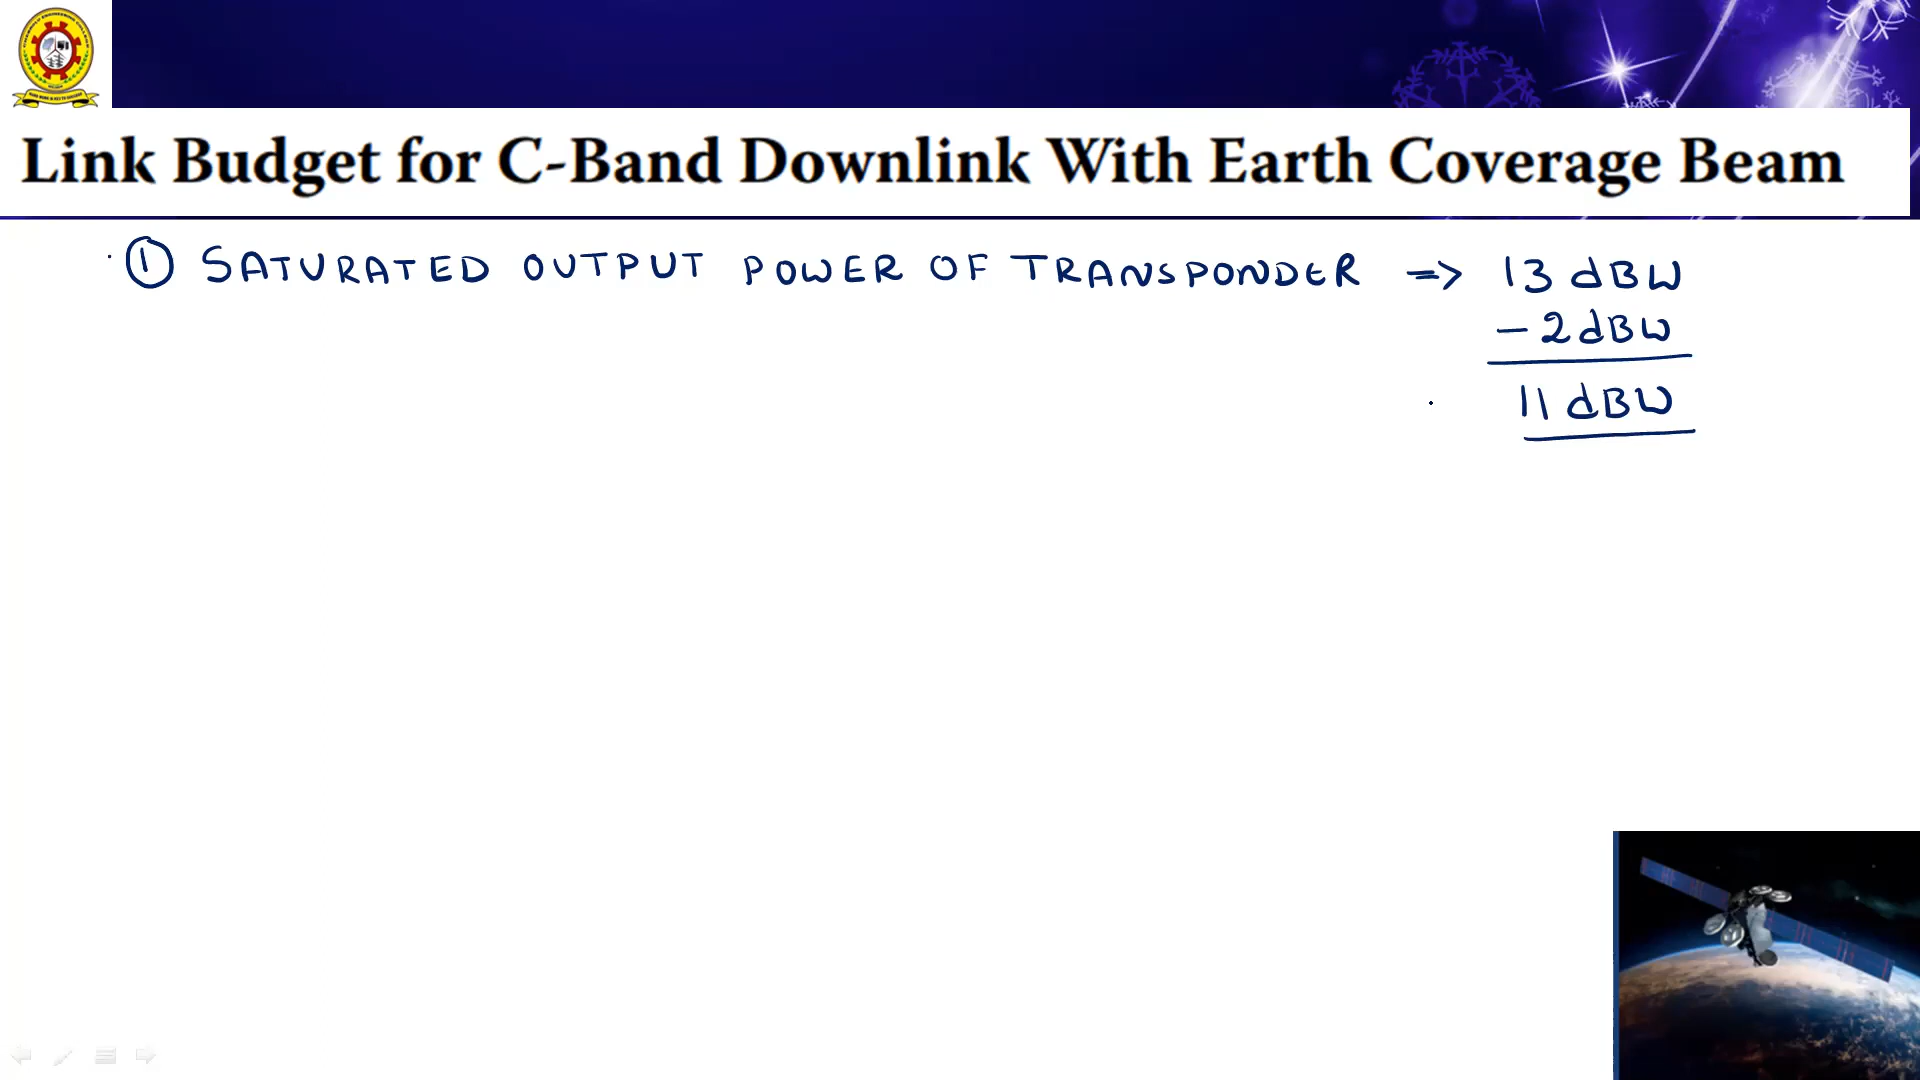 Link Budget for C-Band Downlink With Earth Coverage Beam
① SATURATED OUTPUT POWER OF TRANSPONDER => 13 dBW
- 2 dBW
11 dBW